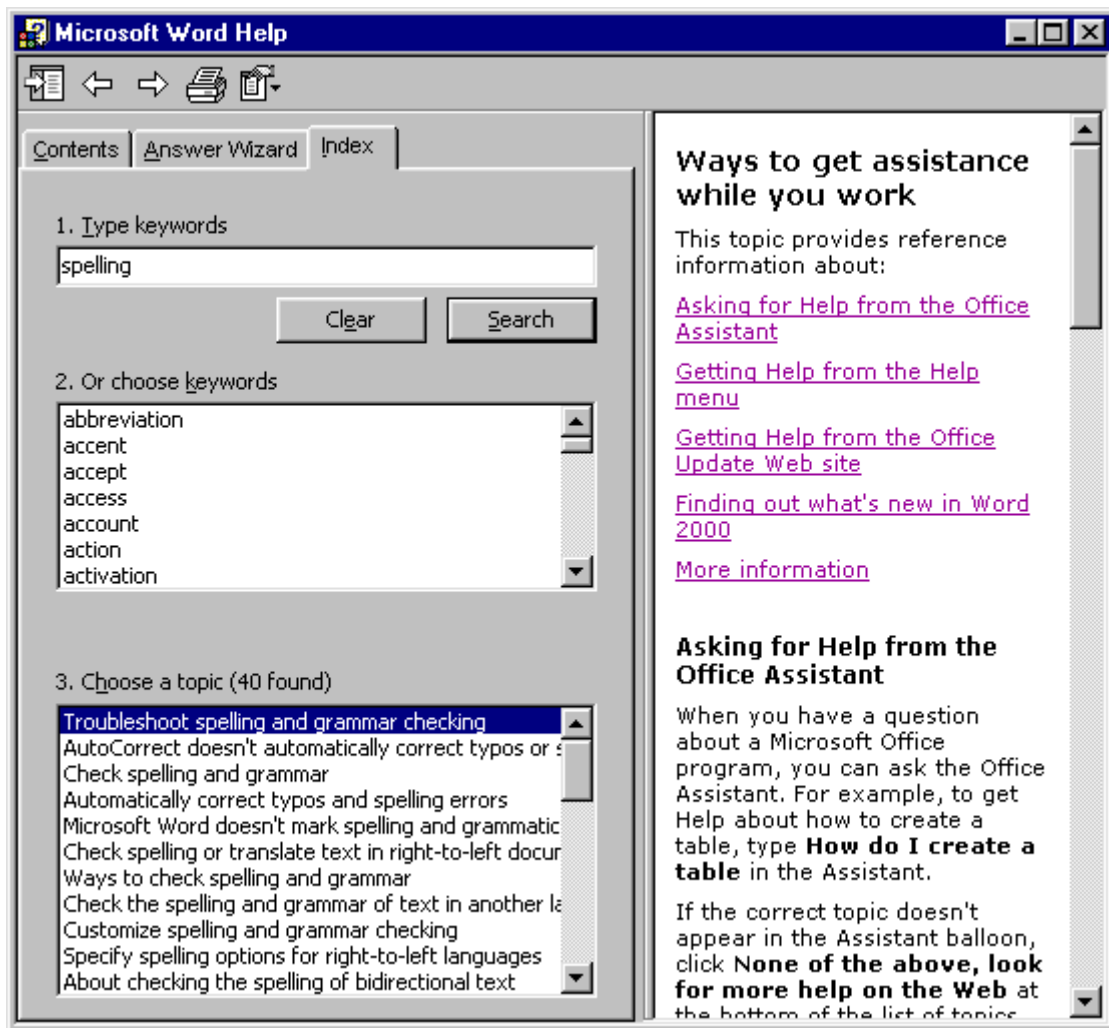 Microsoft Word Help
Contents
Answer Wizard
Index
1. Type keywords
spelling
Clear
Search
2. Or choose keywords
abbreviation
accent
accept
access
account
action
activation
3. Choose a topic (40 found)
Troubleshoot spelling and grammar checking
AutoCorrect doesn't automatically correct typos or s
Check spelling and grammar
Automatically correct typos and spelling errors
Microsoft Word doesn't mark spelling and grammatic
Check spelling or translate text in right-to-left docur
Ways to check spelling and grammar
Check the spelling and grammar of text in another la
Customize spelling and grammar checking
Specify spelling options for right-to-left languages
About checking the spelling of bidirectional text
Ways to get assistance
while you work
This topic provides reference
information about:
Asking for Help from the Office
Assistant
Getting Help from the Help
menu
Getting Help from the Office
Update Web site
Finding out what's new in Word
2000
More information
Asking for Help from the
Office Assistant
When you have a question
about a Microsoft Office
program, you can ask the Office
Assistant. For example, to get
Help about how to create a
table, type How do I create a
table in the Assistant.
If the correct topic doesn't
appear in the Assistant balloon,
click None of the above, look
for more help on the Web at
the bottom of the list of topics